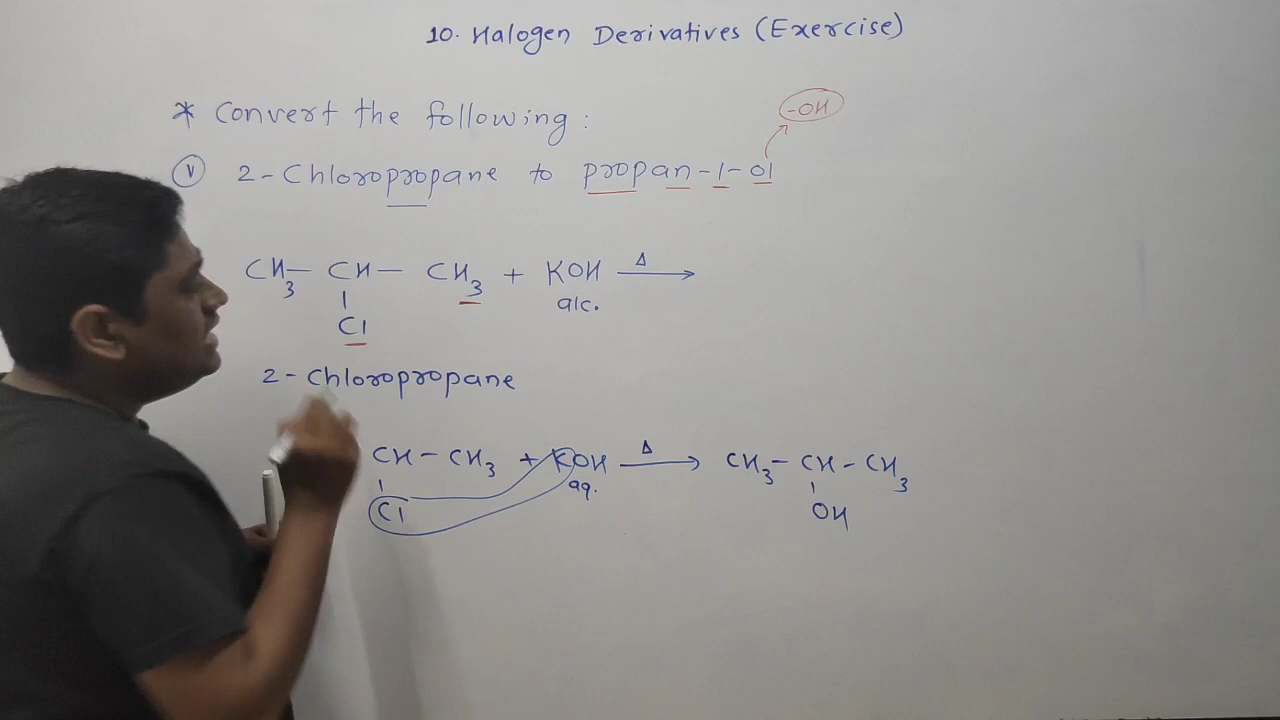 10. Halogen Derivatives (Exercise)
* Convert the following:
-OH
(V) 2-Chloropropane to propan-1-ol
CH3 — CH — CH3 + KOH Δ→
alc.
Cl
2-Chloropropane
CH - CH3 + KOH Δ→ CH3 - CH - CH3
aq.
Cl OH